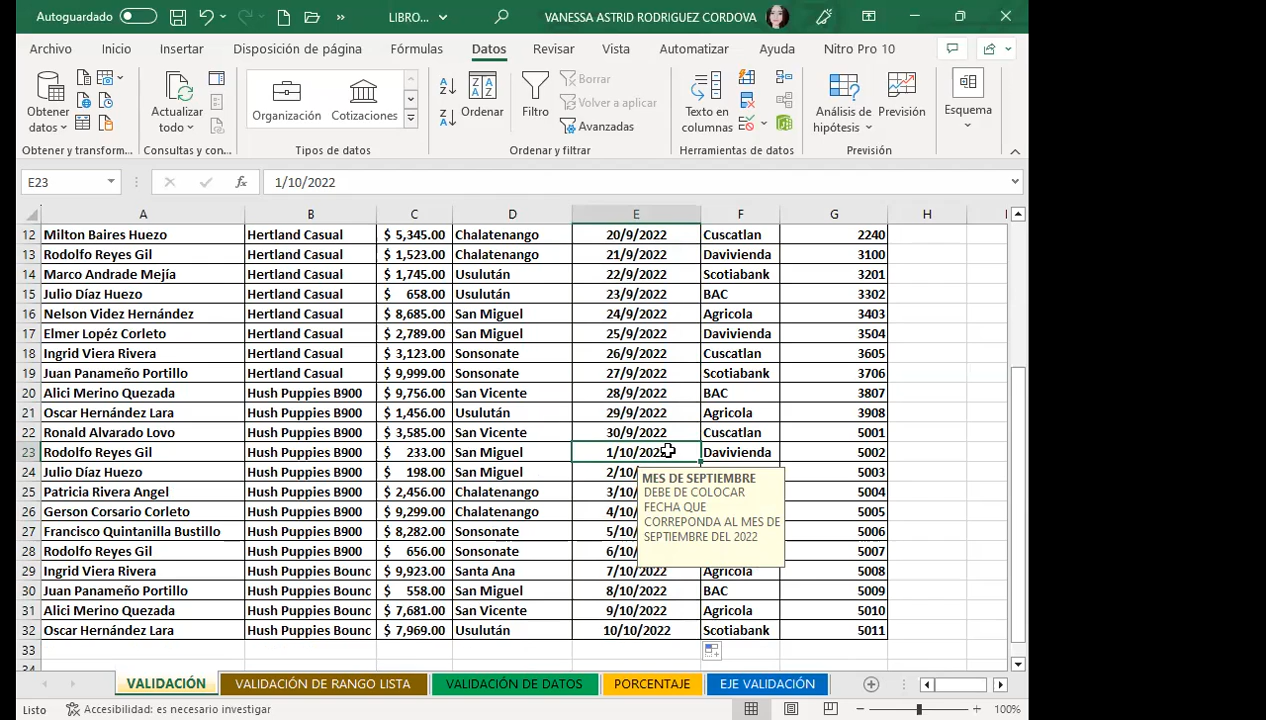 Autoguardado LIBRO... VANESSA ASTRID RODRIGUEZ CORDOVA
Archivo Inicio Insertar Disposición de página Fórmulas Datos Revisar Vista Automatizar Ayuda Nitro Pro 10
Obtener datos
Actualizar todo
Organización Cotizaciones
Ordenar
Filtro
Borrar
Volver a aplicar
Avanzadas
Texto en columnas
Análisis de hipótesis
Previsión
Esquema
Obtener y transform... Consultas y con... Tipos de datos Ordenar y filtrar Herramientas de datos Previsión
E23 fx 1/10/2022
A B C D E F G H I
12 Milton Baires Huezo Hertland Casual $ 5,345.00 Chalatenango 20/9/2022 Cuscatlan 2240
13 Rodolfo Reyes Gil Hertland Casual $ 1,523.00 Chalatenango 21/9/2022 Davivienda 3100
14 Marco Andrade Mejía Hertland Casual $ 1,745.00 Usulután 22/9/2022 Scotiabank 3201
15 Julio Díaz Huezo Hertland Casual $ 658.00 Usulután 23/9/2022 BAC 3302
16 Nelson Videz Hernández Hertland Casual $ 8,685.00 San Miguel 24/9/2022 Agricola 3403
17 Elmer Lopéz Corleto Hertland Casual $ 2,789.00 San Miguel 25/9/2022 Davivienda 3504
18 Ingrid Viera Rivera Hertland Casual $ 3,123.00 Sonsonate 26/9/2022 Cuscatlan 3605
19 Juan Panameño Portillo Hertland Casual $ 9,999.00 Sonsonate 27/9/2022 Scotiabank 3706
20 Alici Merino Quezada Hush Puppies B900 $ 9,756.00 San Vicente 28/9/2022 BAC 3807
21 Oscar Hernández Lara Hush Puppies B900 $ 1,456.00 Usulután 29/9/2022 Agricola 3908
22 Ronald Alvarado Lovo Hush Puppies B900 $ 3,585.00 San Vicente 30/9/2022 Cuscatlan 5001
23 Rodolfo Reyes Gil Hush Puppies B900 $ 233.00 San Miguel 1/10/2022 Davivienda 5002
24 Julio Díaz Huezo Hush Puppies B900 $ 198.00 San Miguel 2/10/ 5003
25 Patricia Rivera Angel Hush Puppies B900 $ 2,456.00 Chalatenango 3/10/ 5004
26 Gerson Corsario Corleto Hush Puppies B900 $ 9,299.00 Chalatenango 4/10/ 5005
27 Francisco Quintanilla Bustillo Hush Puppies B900 $ 8,282.00 Sonsonate 5/10/ 5006
28 Rodolfo Reyes Gil Hush Puppies B900 $ 656.00 Sonsonate 6/10/ 5007
29 Ingrid Viera Rivera Hush Puppies Bounc $ 9,923.00 Santa Ana 7/10/2022 Agricola 5008
30 Juan Panameño Portillo Hush Puppies Bounc $ 558.00 San Miguel 8/10/2022 BAC 5009
31 Alici Merino Quezada Hush Puppies Bounc $ 7,681.00 San Vicente 9/10/2022 Agricola 5010
32 Oscar Hernández Lara Hush Puppies Bounc $ 7,969.00 Usulután 10/10/2022 Scotiabank 5011
33
34
MES DE SEPTIEMBRE
DEBE DE COLOCAR
FECHA QUE
CORREPONDA AL MES DE
SEPTIEMBRE DEL 2022
VALIDACIÓN VALIDACIÓN DE RANGO LISTA VALIDACIÓN DE DATOS PORCENTAJE EJE VALIDACIÓN
Listo Accesibilidad: es necesario investigar 100%